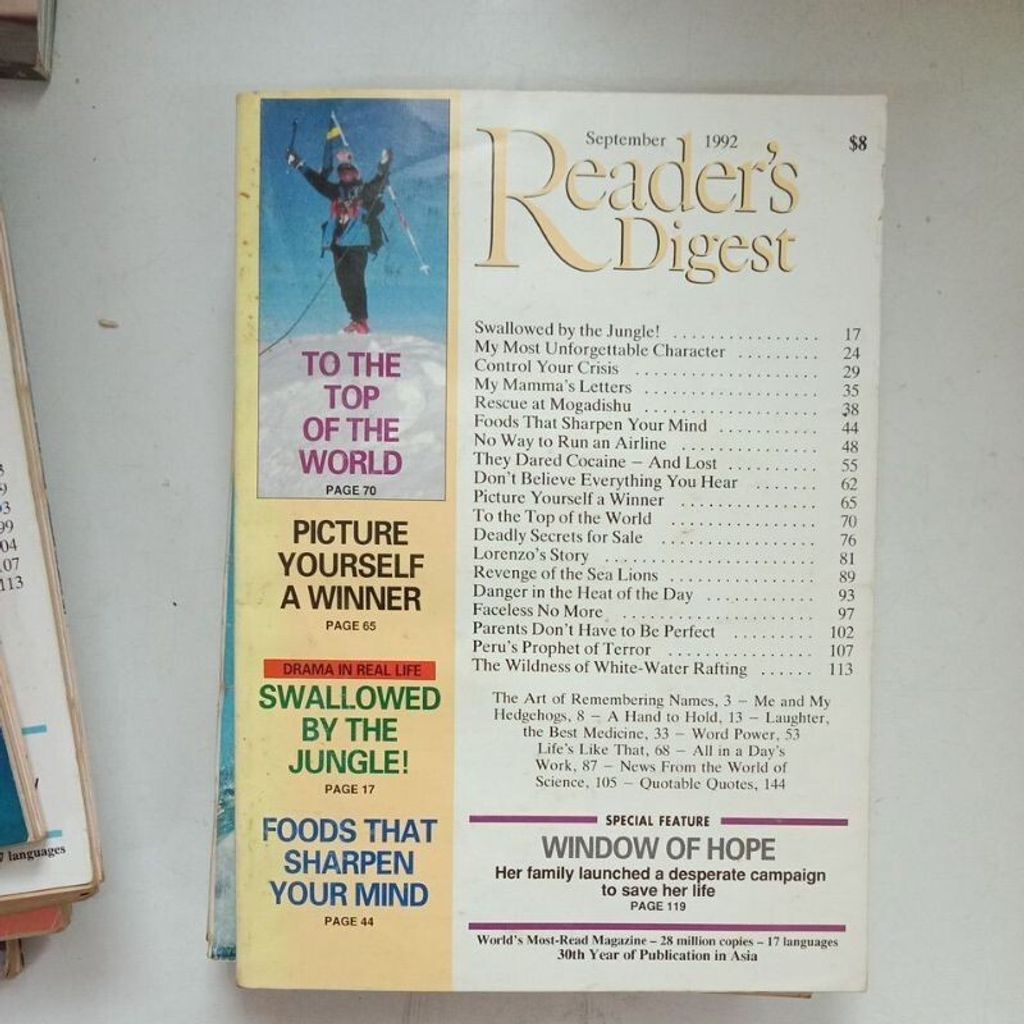 September 1992
$8
Reader's
Digest
TO THE
TOP
OF THE
WORLD
PAGE 70
PICTURE
YOURSELF
A WINNER
PAGE 65
DRAMA IN REAL LIFE
SWALLOWED
BY THE
JUNGLE!
PAGE 17
FOODS THAT
SHARPEN
YOUR MIND
PAGE 44
Swallowed by the Jungle! ................ 17
My Most Unforgettable Character ......... 24
Control Your Crisis .................... 29
My Mamma's Letters ................... 35
Rescue at Mogadishu ................... 38
Foods That Sharpen Your Mind ........... 44
No Way to Run an Airline ............... 48
They Dared Cocaine – And Lost .......... 55
Don't Believe Everything You Hear ....... 62
Picture Yourself a Winner ............... 65
To the Top of the World ................ 70
Deadly Secrets for Sale ................. 76
Lorenzo's Story ....................... 81
Revenge of the Sea Lions ................ 89
Danger in the Heat of the Day ............ 93
Faceless No More ..................... 97
Parents Don't Have to Be Perfect ......... 102
Peru's Prophet of Terror ................ 107
The Wildness of White-Water Rafting ...... 113
The Art of Remembering Names, 3 – Me and My
Hedgehogs, 8 – A Hand to Hold, 13 – Laughter,
the Best Medicine, 33 – Word Power, 53
Life's Like That, 68 – All in a Day's
Work, 87 – News From the World of
Science, 105 – Quotable Quotes, 144
SPECIAL FEATURE
WINDOW OF HOPE
Her family launched a desperate campaign
to save her life
PAGE 119
World's Most-Read Magazine – 28 million copies – 17 languages
30th Year of Publication in Asia
113
languages